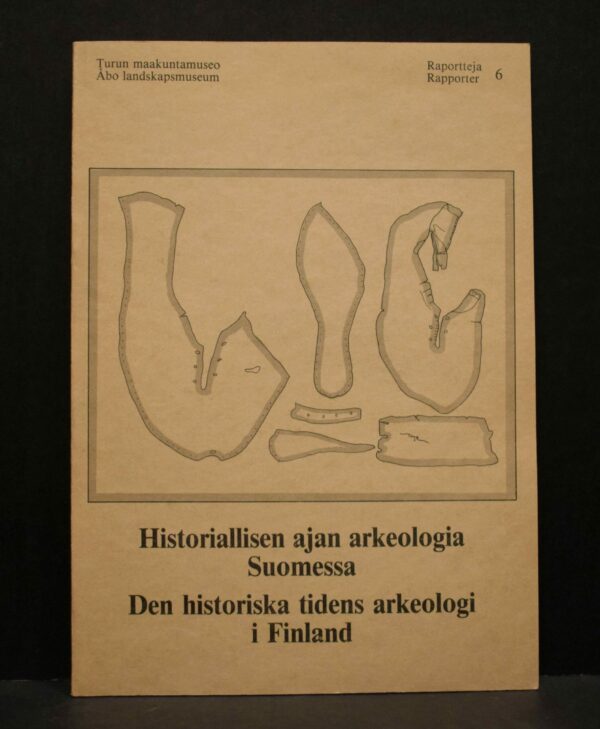 Turun maakuntamuseo
Åbo landskapsmuseum
Raportteja
Rapporter 6
Historiallisen ajan arkeologia
Suomessa
Den historiska tidens arkeologi
i Finland